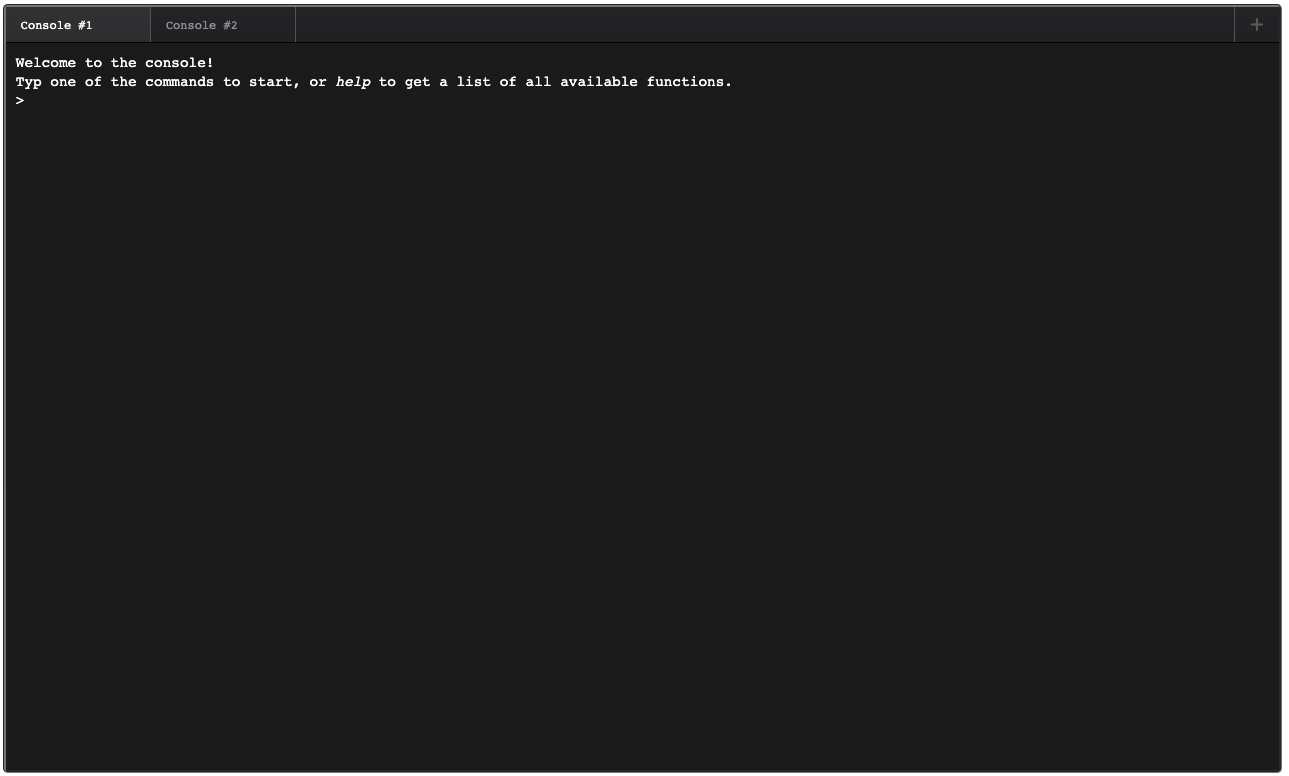 Console #1
Console #2
+
Welcome to the console!
Typ one of the commands to start, or help to get a list of all available functions.
>